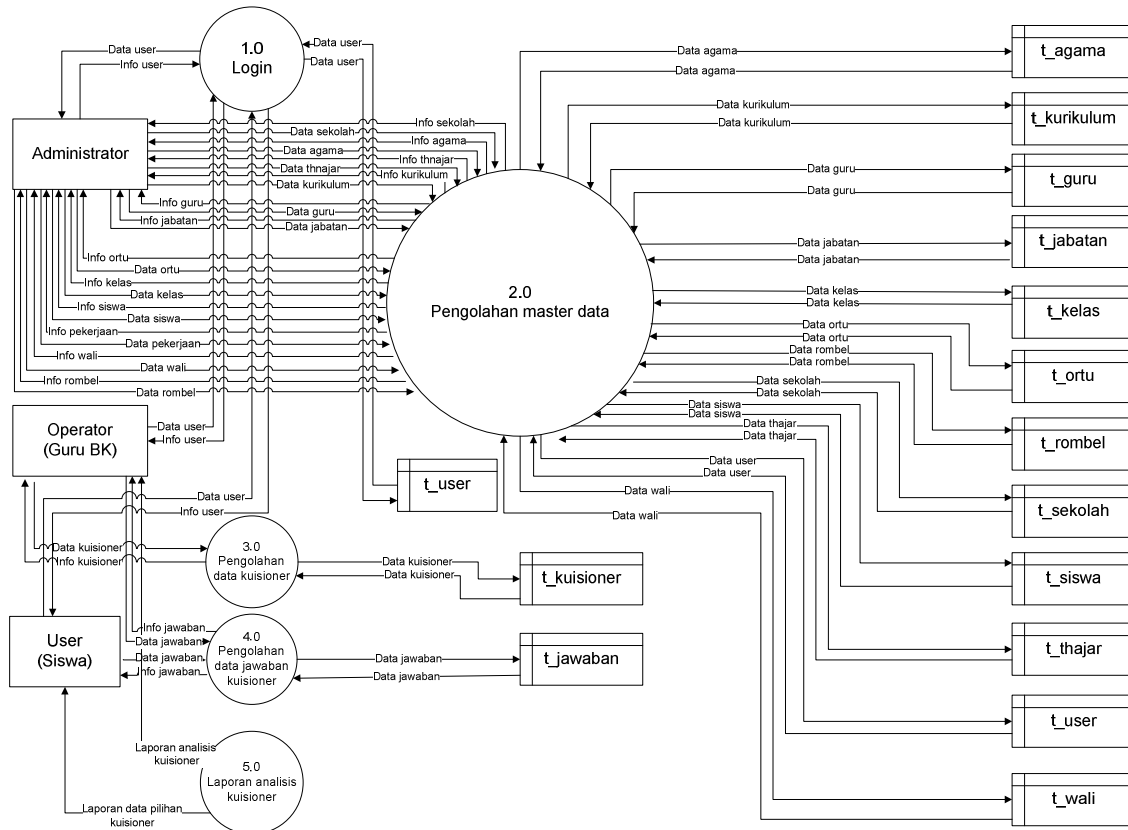 1.0
Login
Data user
Info user
Data user
Data user
Administrator
Info sekolah
Data sekolah
Info agama
Data agama
Info thnajar
Data thnajar
Info kurikulum
Data kurikulum
Info guru
Data guru
Info jabatan
Data jabatan
Info ortu
Data ortu
Info kelas
Data kelas
Info siswa
Data siswa
Info pekerjaan
Data pekerjaan
Info wali
Data wali
Info rombel
Data rombel
2.0
Pengolahan master data
Data agama
Data agama
t_agama
Data kurikulum
Data kurikulum
t_kurikulum
Data guru
Data guru
t_guru
Data jabatan
Data jabatan
t_jabatan
Data kelas
Data kelas
t_kelas
Data ortu
Data ortu
t_ortu
Data rombel
Data rombel
t_rombel
Data sekolah
Data sekolah
t_sekolah
Data siswa
Data siswa
t_siswa
Data thajar
Data thajar
t_thajar
Data user
Data user
t_user
Data wali
Data wali
t_wali
Operator
(Guru BK)
Data user
Info user
t_user
Data user
Info user
Data kuisioner
Info kuisioner
3.0
Pengolahan
data kuisioner
Data kuisioner
Data kuisioner
t_kuisioner
User
(Siswa)
Info jawaban
Data jawaban
Data jawaban
Info jawaban
4.0
Pengolahan
data jawaban
kuisioner
Data jawaban
Data jawaban
t_jawaban
Laporan analisis
kuisioner
5.0
Laporan analisis
kuisioner
Laporan data pilihan
kuisioner